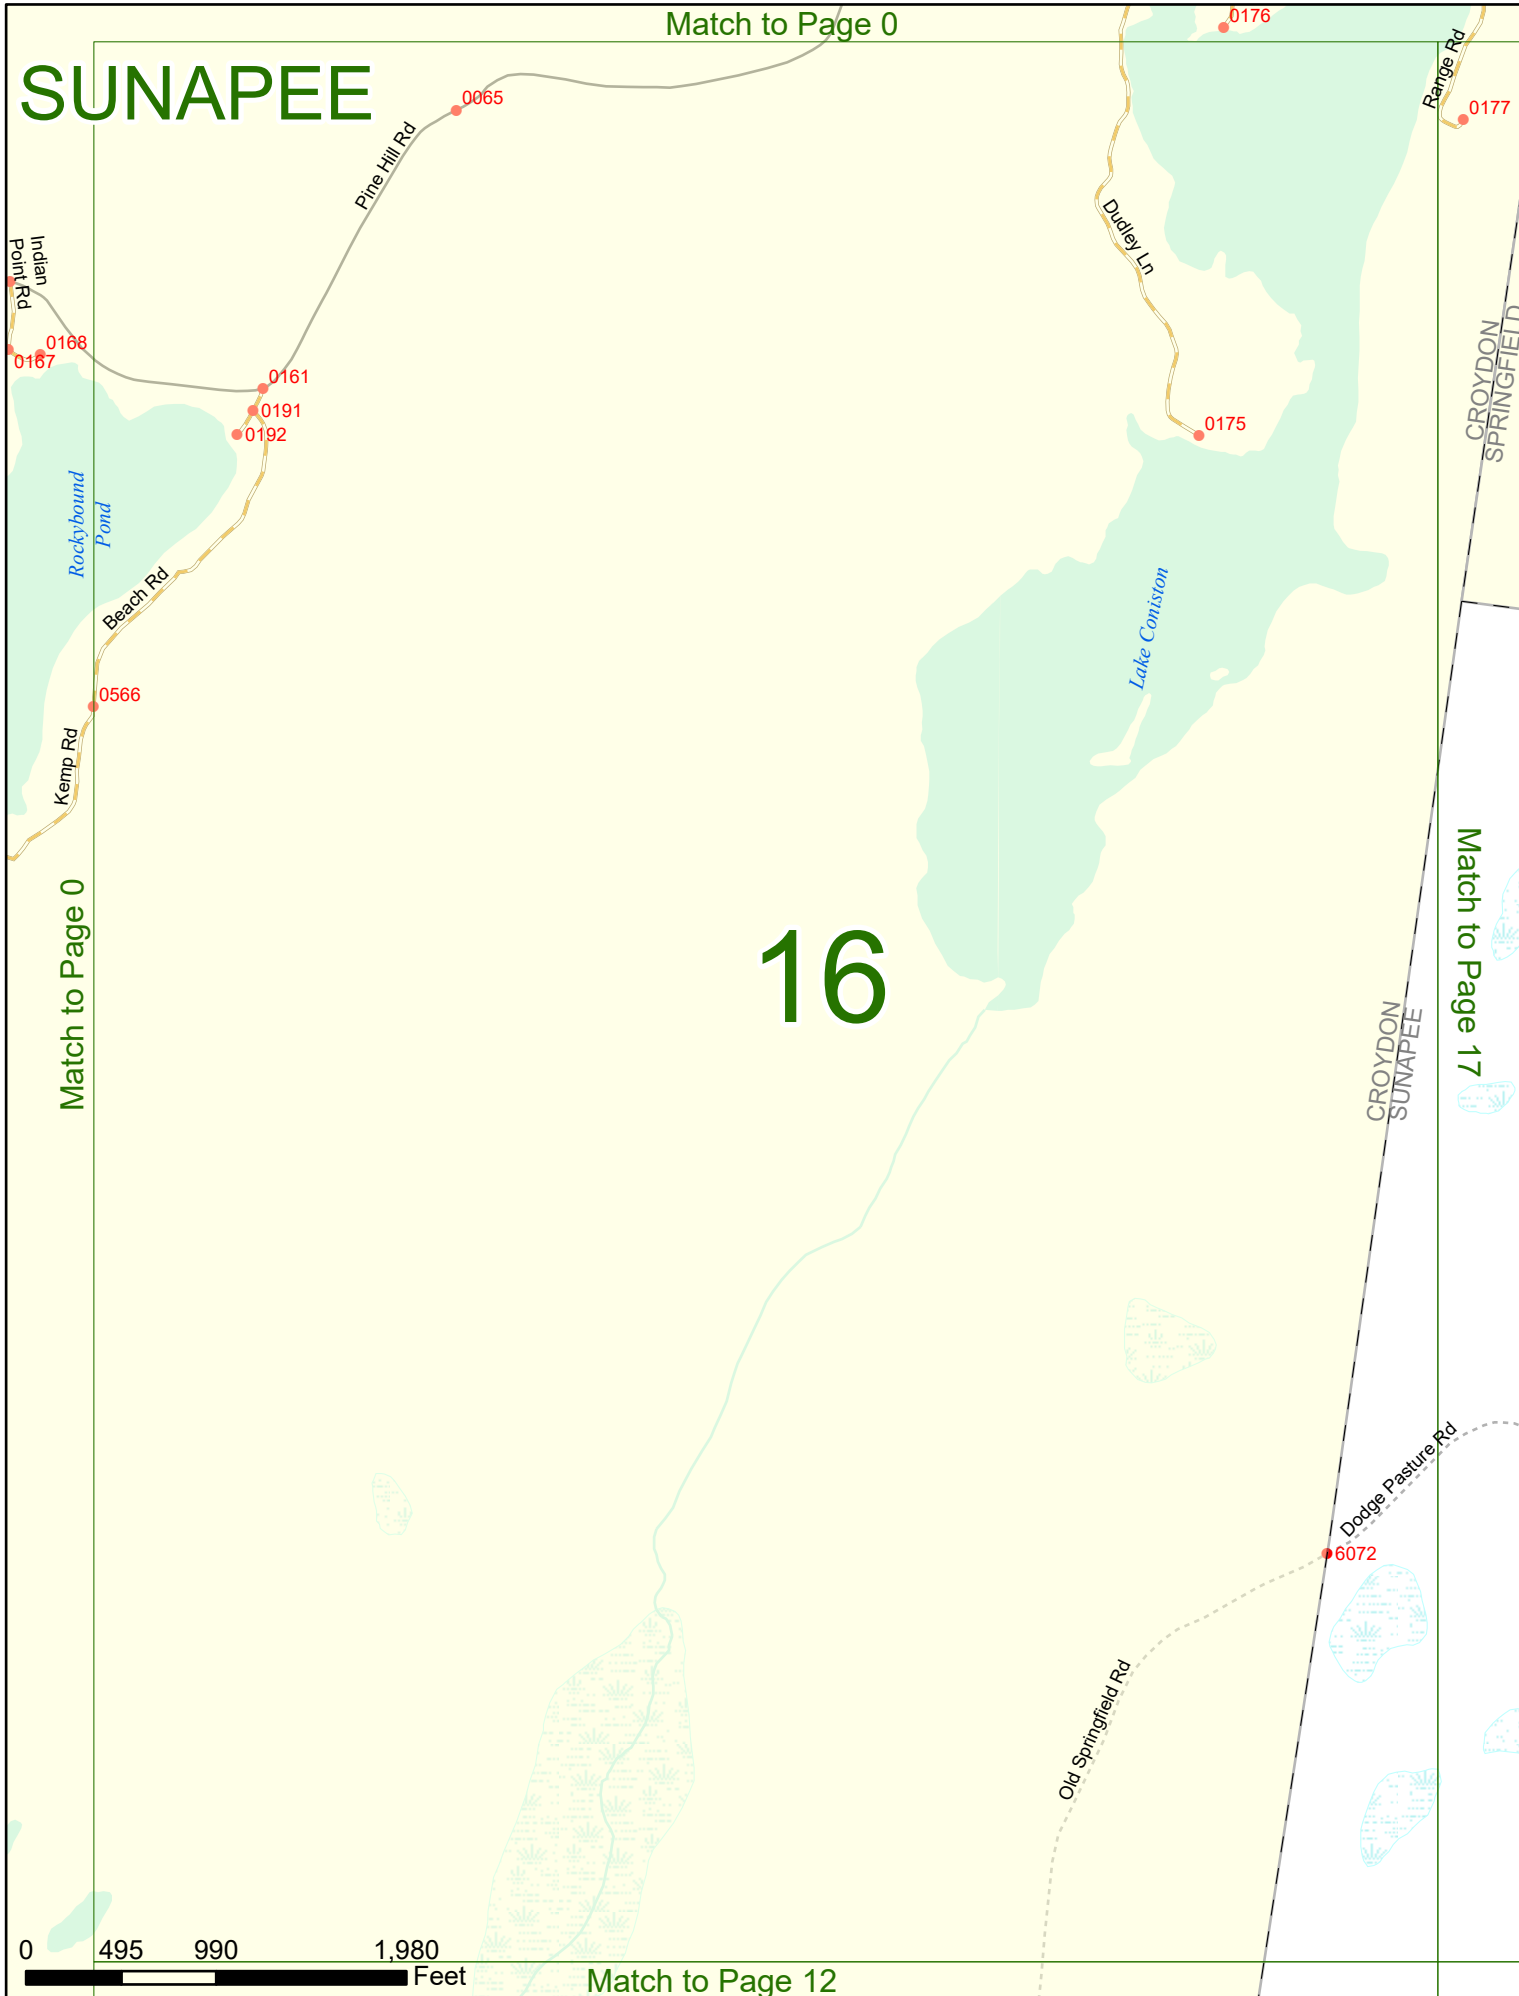 Match to Page 0
0176
SUNAPEE
Range Rd
0065
0177
Pine Hill Rd
Dudley Ln
Indian
Point Rd
CROYDON
SPRINGFIELD
0168
0167
0161
0191
0192
0175
Rockybound
Pond
Beach Rd
Lake Coniston
0566
Kemp Rd
Match to Page 0
16
Match to Page 17
CROYDON
SUNAPEE
Dodge Pasture Rd
6072
Old Springfield Rd
0 495 990 1,980
Feet
Match to Page 12